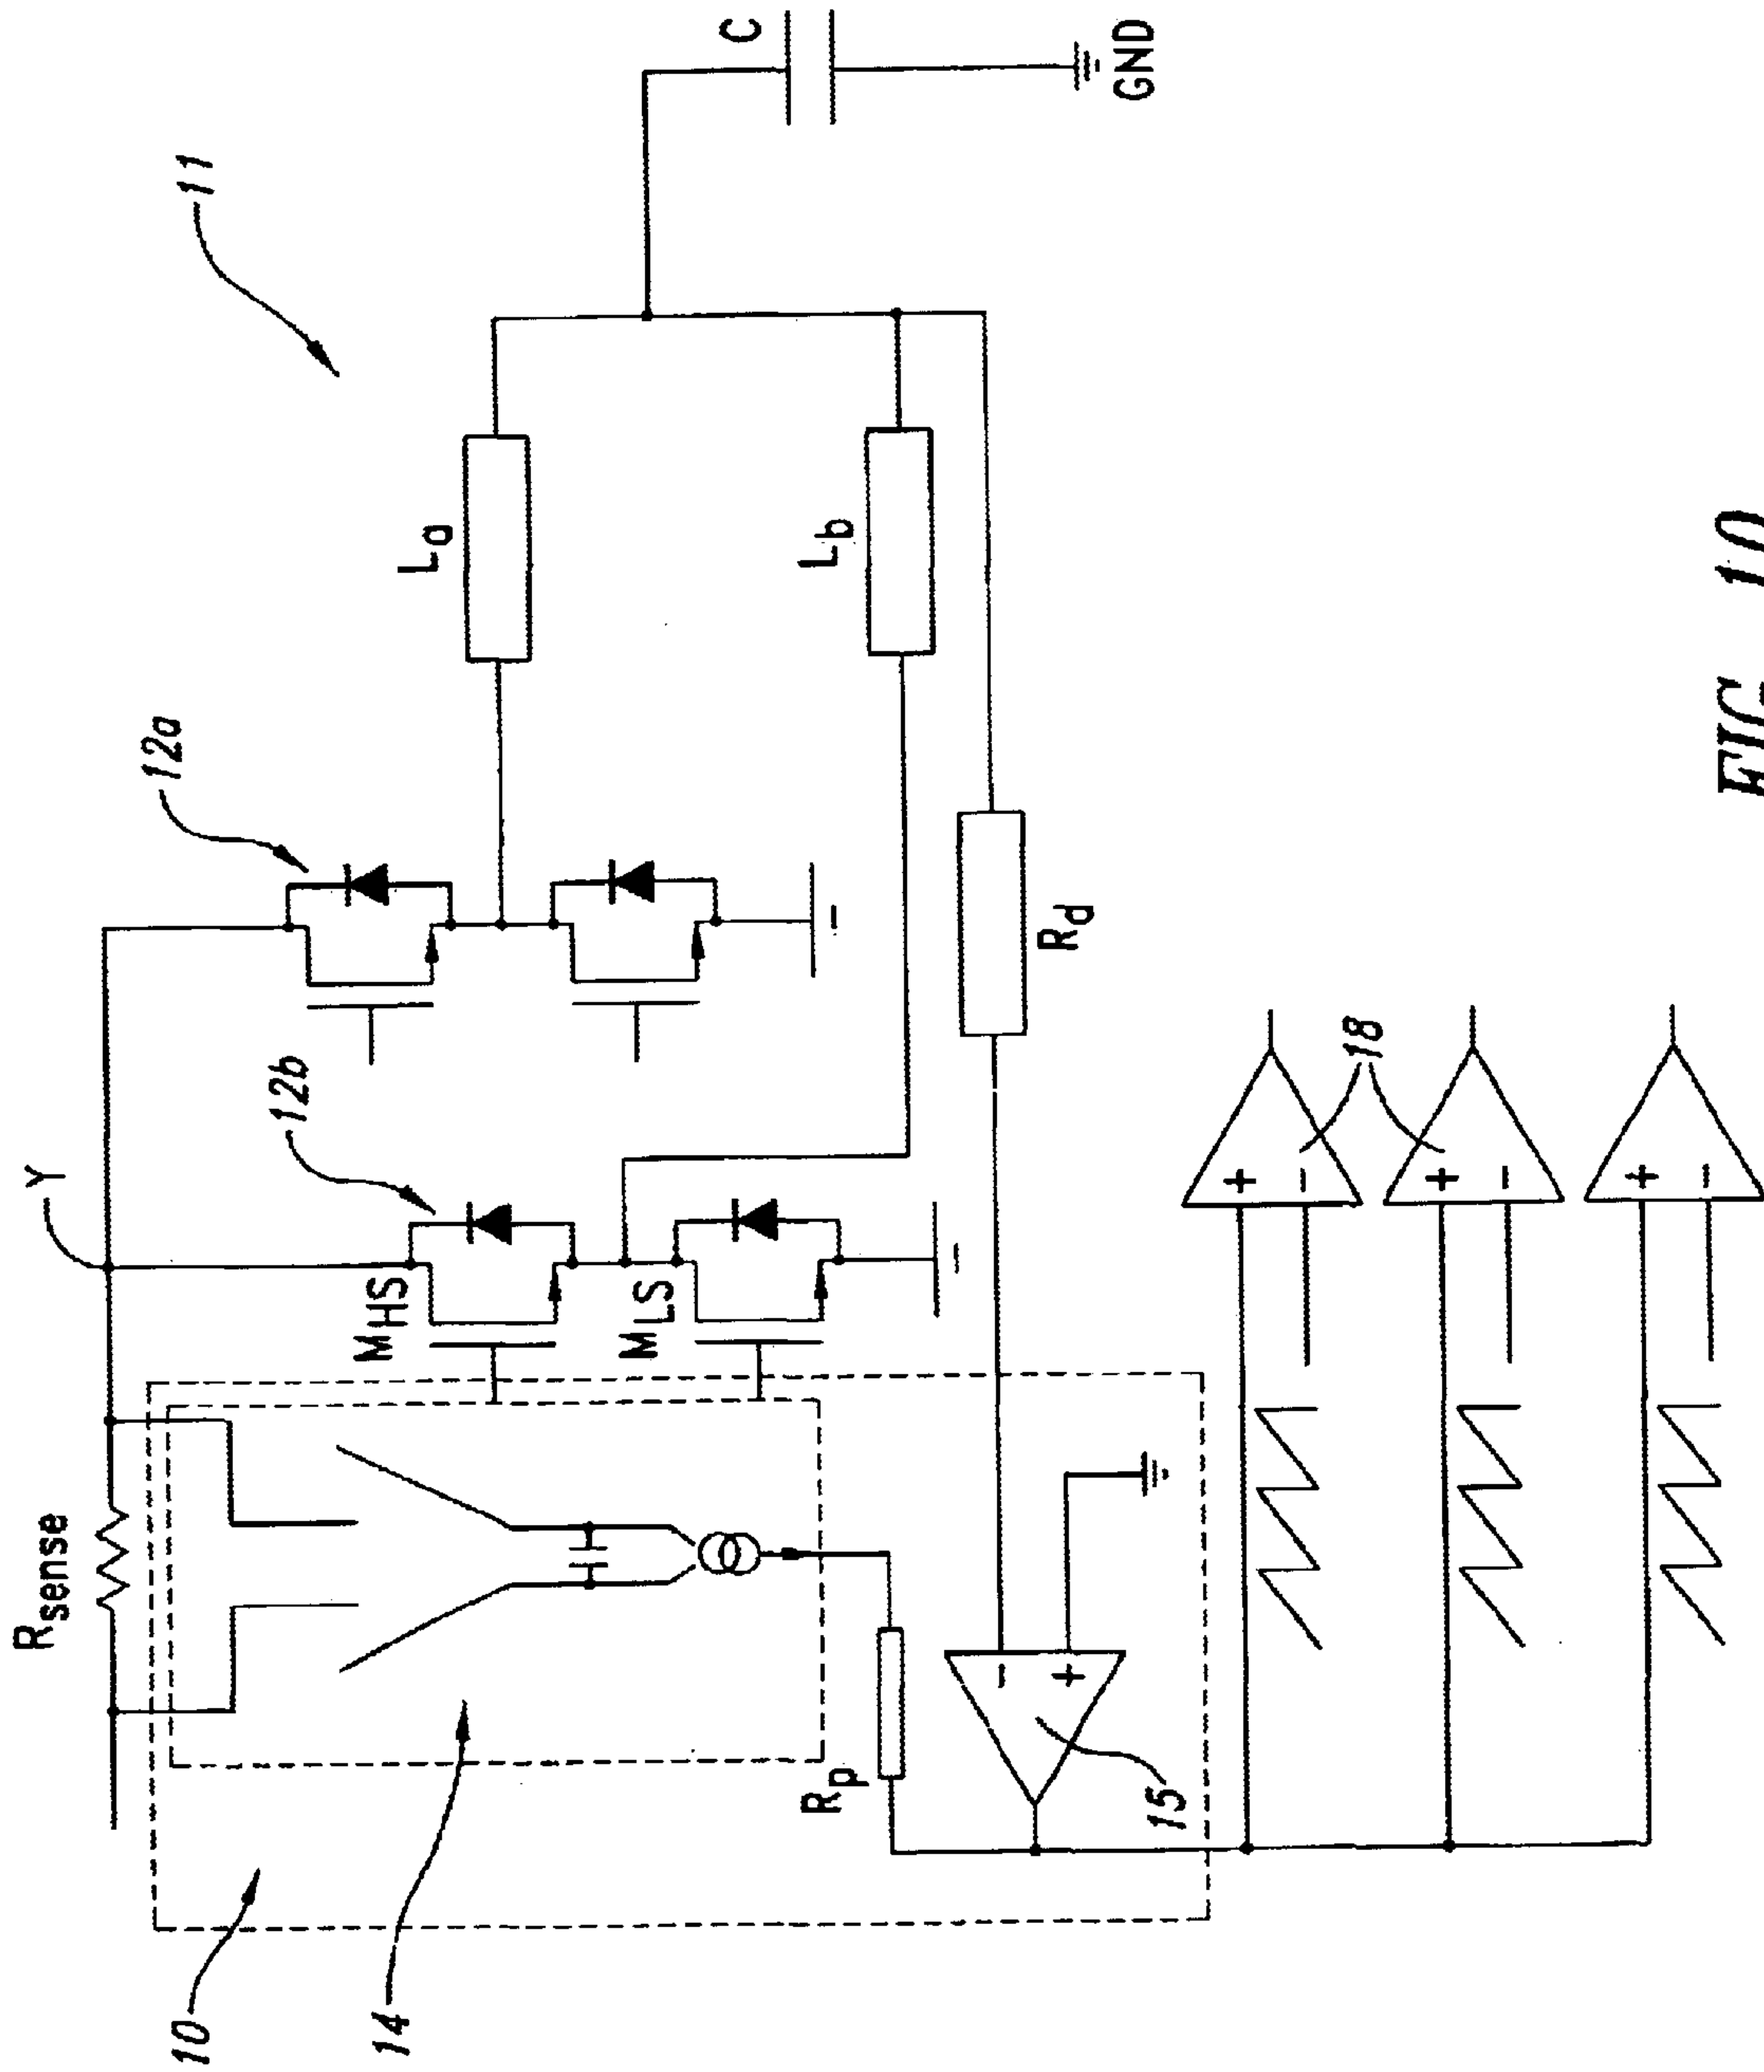 C
GND
11
La
Lb
12a
Rd
12b
18
Y
MHS
MLS
+
−
+
−
+
−
Rsense
−
+
Rp
15
14
10
FIG. 10